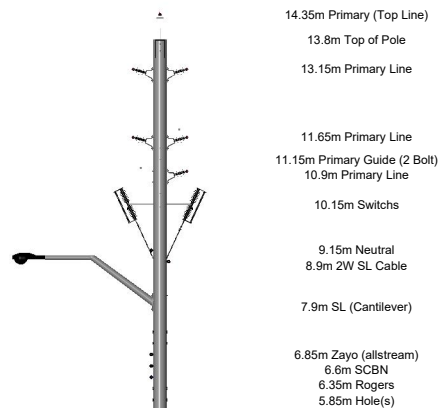 14.35m Primary (Top Line)
13.8m Top of Pole
13.15m Primary Line
11.65m Primary Line
11.15m Primary Guide (2 Bolt)
10.9m Primary Line
10.15m Switchs
9.15m Neutral
8.9m 2W SL Cable
7.9m SL (Cantilever)
6.85m Zayo (allstream)
6.6m SCBN
6.35m Rogers
5.85m Hole(s)